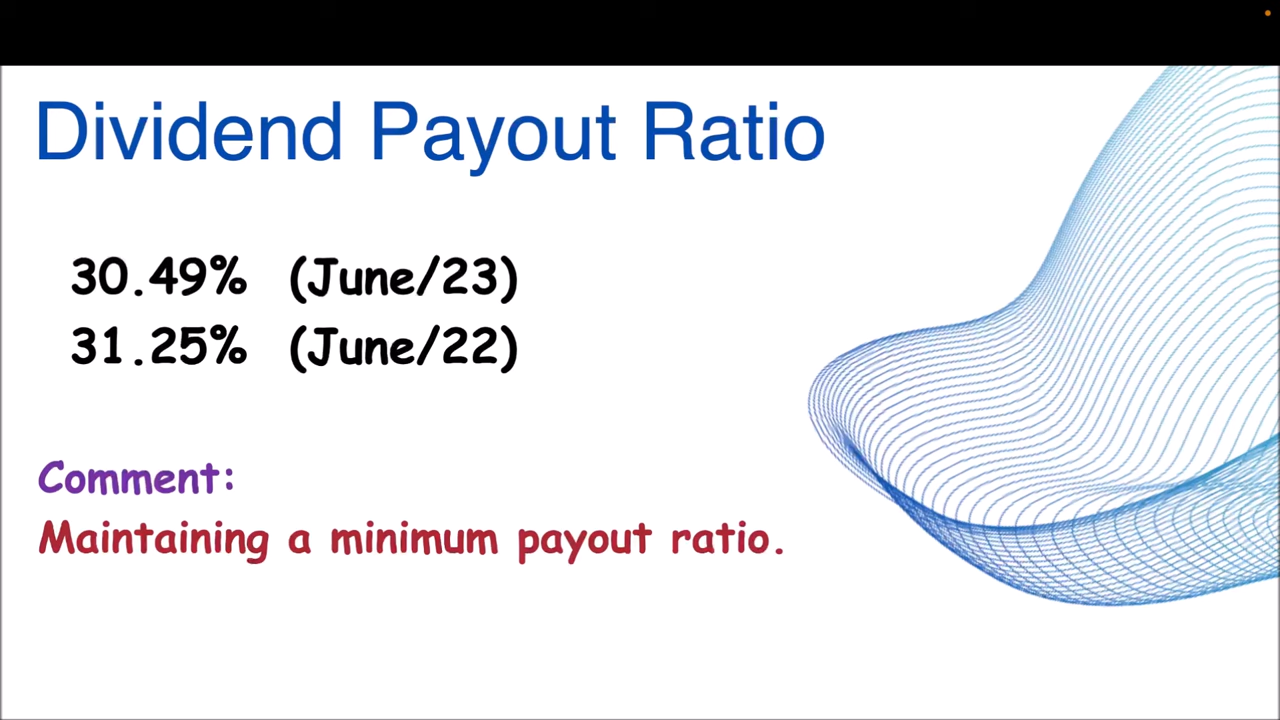 Dividend Payout Ratio
30.49% (June/23)
31.25% (June/22)
Comment:
Maintaining a minimum payout ratio.